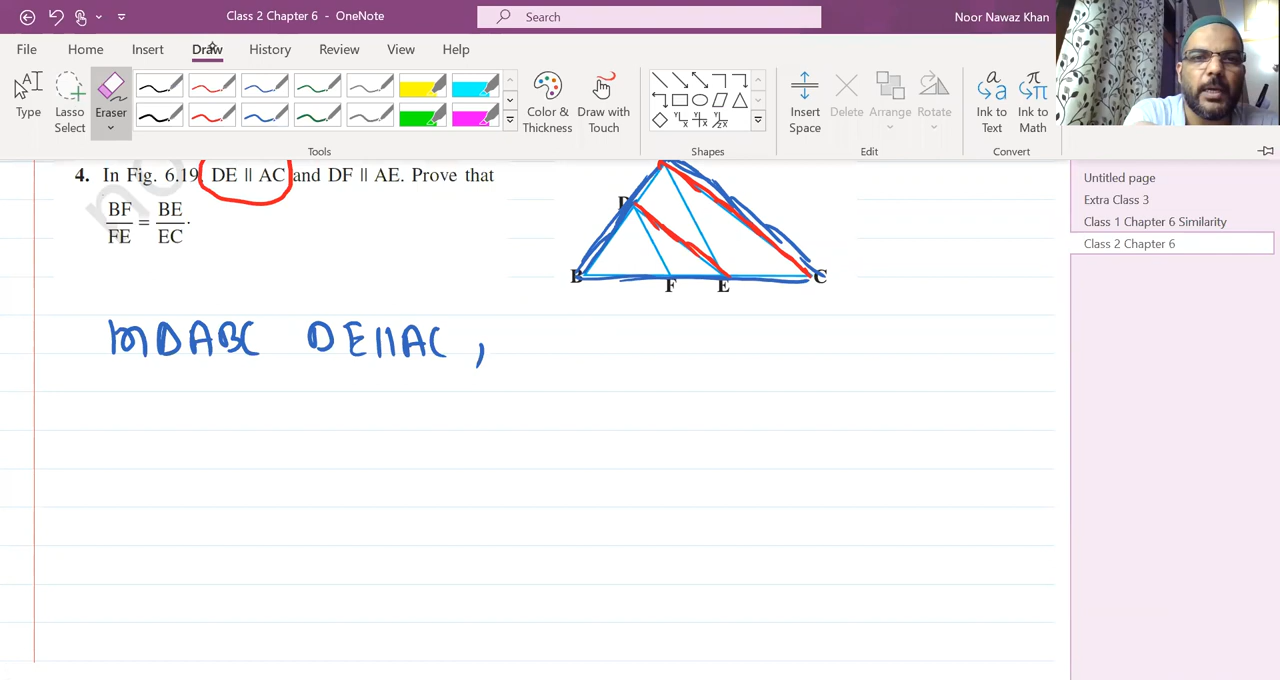 Class 2 Chapter 6 - OneNote
Search
Noor Nawaz Khan
File Home Insert Draw History Review View Help
Type
Lasso Select
Eraser
Color & Thickness
Draw with Touch
Insert Space
Delete
Arrange
Rotate
Ink to Text
Ink to Math
Tools
Shapes
Edit
Convert
4. In Fig. 6.19, DE || AC and DF || AE. Prove that
BF/FE = BE/EC.
D
B F E C
In ΔABC DE || AC ,
Untitled page
Extra Class 3
Class 1 Chapter 6 Similarity
Class 2 Chapter 6